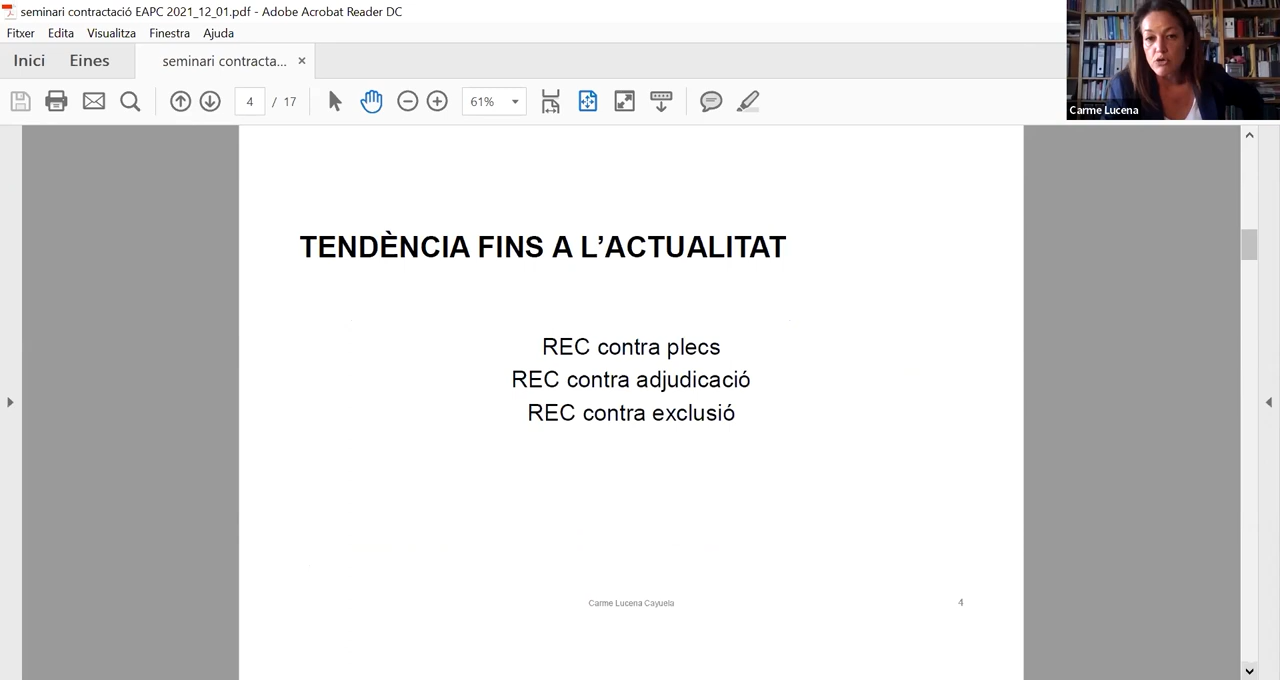 seminari contractació EAPC 2021_12_01.pdf - Adobe Acrobat Reader DC
Fitxer Edita Visualitza Finestra Ajuda
Inici Eines seminari contracta... ×
4 / 17 61%
Carme Lucena
TENDÈNCIA FINS A L’ACTUALITAT
REC contra plecs
REC contra adjudicació
REC contra exclusió
Carme Lucena Cayuela 4